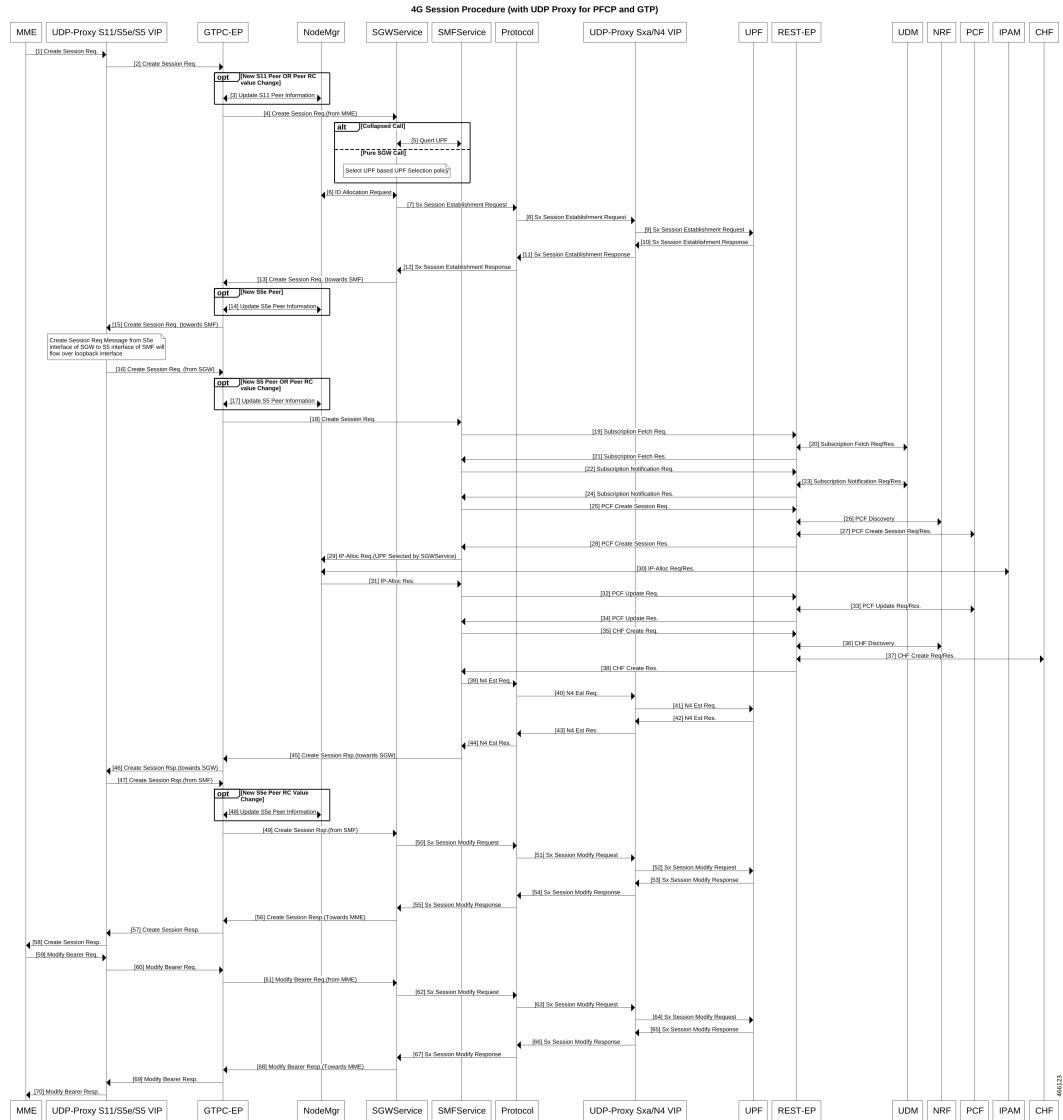 4G Session Procedure (with UDP Proxy for PFCP and GTP)
MME UDP-Proxy S11/S5e/S5 VIP GTPC-EP NodeMgr SGWService SMFService Protocol UDP-Proxy Sxa/N4 VIP UPF REST-EP UDM NRF PCF IPAM CHF
[1] Create Session Req.
[2] Create Session Req.
opt [New S11 Peer OR Peer RC
value Change]
[3] Update S11 Peer Information
[4] Create Session Req.(from MME)
alt [Collapsed Call]
[5] Quert UPF
[Pure SGW Call]
Select UPF based UPF Selection policy
[6] ID Allocation Request
[7] Sx Session Establishment Request
[8] Sx Session Establishment Request
[9] Sx Session Establishment Request
[10] Sx Session Establishment Response
[11] Sx Session Establishment Response
[12] Sx Session Establishment Response
[13] Create Session Req. (towards SMF)
opt [New S5e Peer]
[14] Update S5e Peer Information
[15] Create Session Req. (towards SMF)
Create Session Req Message from S5e
interface of SGW to S5 interface of SMF will
flow over loopback interface
[16] Create Session Req. (from SGW)
opt [New S5 Peer OR Peer RC
value Change]
[17] Update S5 Peer Information
[18] Create Session Req.
[19] Subscription Fetch Req.
[20] Subscription Fetch Req/Res.
[21] Subscription Fetch Res.
[22] Subscription Notification Req.
[23] Subscription Notification Req/Res.
[24] Subscription Notification Res.
[25] PCF Create Session Req.
[26] PCF Discovery
[27] PCF Create Session Req/Res.
[28] PCF Create Session Res.
[29] IP-Alloc Req.(UPF Selected by SGWService)
[30] IP-Alloc Req/Res.
[31] IP-Alloc Res.
[32] PCF Update Req.
[33] PCF Update Req/Res.
[34] PCF Update Res.
[35] CHF Create Req.
[36] CHF Discovery.
[37] CHF Create Req/Res.
[38] CHF Create Res.
[39] N4 Est Req.
[40] N4 Est Req.
[41] N4 Est Req.
[42] N4 Est Res.
[43] N4 Est Res.
[44] N4 Est Res.
[45] Create Session Rsp.(towards SGW)
[46] Create Session Rsp.(towards SGW)
[47] Create Session Rsp.(from SMF)
opt [New S5e Peer RC Value
Change]
[48] Update S5e Peer Information
[49] Create Session Rsp.(from SMF)
[50] Sx Session Modify Request
[51] Sx Session Modify Request
[52] Sx Session Modify Request
[53] Sx Session Modify Response
[54] Sx Session Modify Response
[55] Sx Session Modify Response
[56] Create Session Resp.(Towards MME)
[57] Create Session Resp.
[58] Create Session Resp.
[59] Modify Bearer Req.
[60] Modify Bearer Req.
[61] Modify Bearer Req.(from MME)
[62] Sx Session Modify Request
[63] Sx Session Modify Request
[64] Sx Session Modify Request
[65] Sx Session Modify Response
[66] Sx Session Modify Response
[67] Sx Session Modify Response
[68] Modify Bearer Resp.(Towards MME)
[69] Modify Bearer Resp.
[70] Modify Bearer Resp.
MME UDP-Proxy S11/S5e/S5 VIP GTPC-EP NodeMgr SGWService SMFService Protocol UDP-Proxy Sxa/N4 VIP UPF REST-EP UDM NRF PCF IPAM CHF